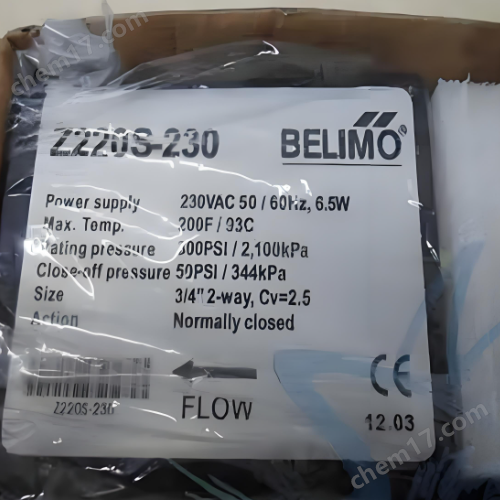 Z220S-230 BELIMO®
Power supply 230VAC 50 / 60Hz, 6.5W
Max. Temp. 200F / 93C
Rating pressure 300PSI / 2,100kPa
Close-off pressure 50PSI / 344kPa
Size 3/4" 2-way, Cv=2.5
Action Normally closed
Z220S-230
FLOW
CE
12.03
chem17.com
chem17.com
chem17.com